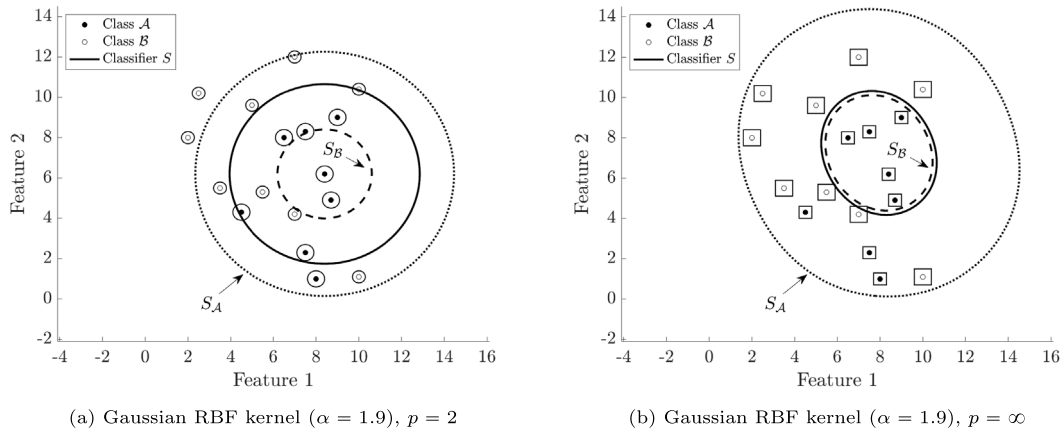 14
12
10
8
6
4
2
0
-2
-4 -2 0 2 4 6 8 10 12 14 16
Feature 2
Feature 1
Class 𝒜
Class ℬ
Classifier S
S_ℬ
S_𝒜
(a) Gaussian RBF kernel (α = 1.9), p = 2
14
12
10
8
6
4
2
0
-2
-4 -2 0 2 4 6 8 10 12 14 16
Feature 2
Feature 1
Class 𝒜
Class ℬ
Classifier S
S_ℬ
S_𝒜
(b) Gaussian RBF kernel (α = 1.9), p = ∞